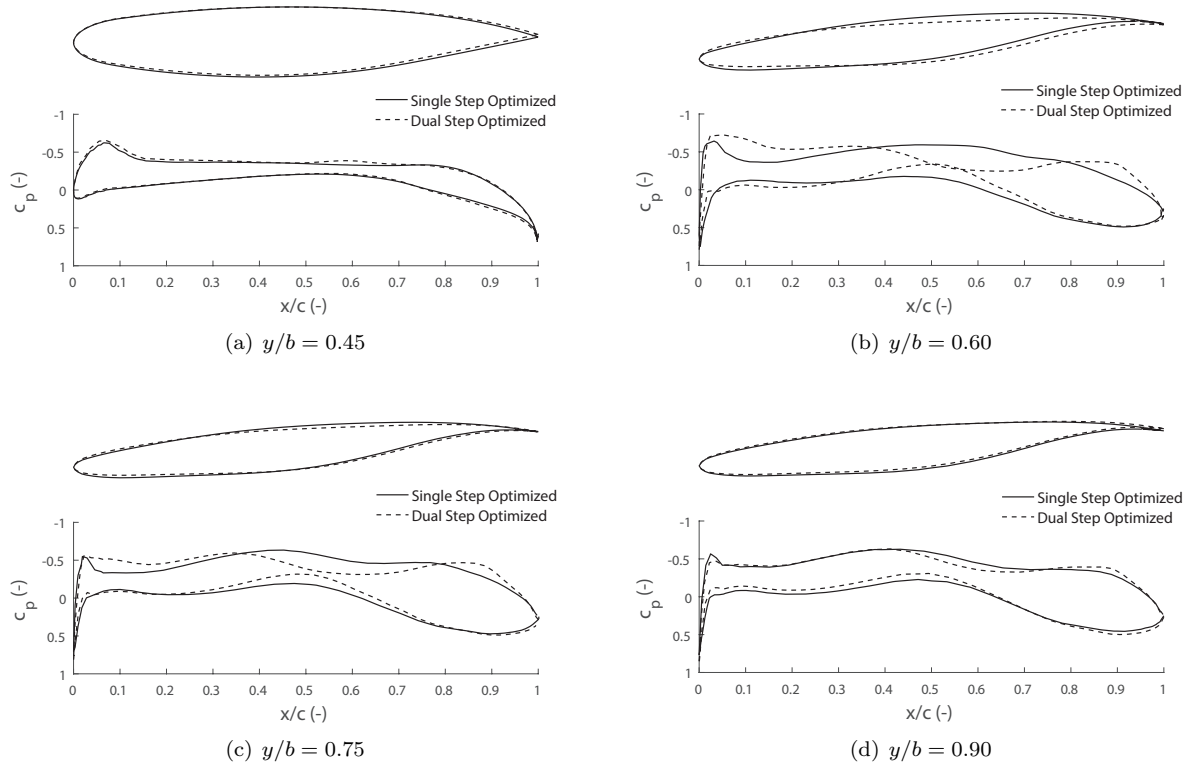 Single Step Optimized
Dual Step Optimized
-1
-0.5
0
0.5
1
c_p (-)
0 0.1 0.2 0.3 0.4 0.5 0.6 0.7 0.8 0.9 1
x/c (-)
(a) y/b = 0.45
Single Step Optimized
Dual Step Optimized
-1
-0.5
0
0.5
1
c_p (-)
0 0.1 0.2 0.3 0.4 0.5 0.6 0.7 0.8 0.9 1
x/c (-)
(b) y/b = 0.60
Single Step Optimized
Dual Step Optimized
-1
-0.5
0
0.5
1
c_p (-)
0 0.1 0.2 0.3 0.4 0.5 0.6 0.7 0.8 0.9 1
x/c (-)
(c) y/b = 0.75
Single Step Optimized
Dual Step Optimized
-1
-0.5
0
0.5
1
c_p (-)
0 0.1 0.2 0.3 0.4 0.5 0.6 0.7 0.8 0.9 1
x/c (-)
(d) y/b = 0.90